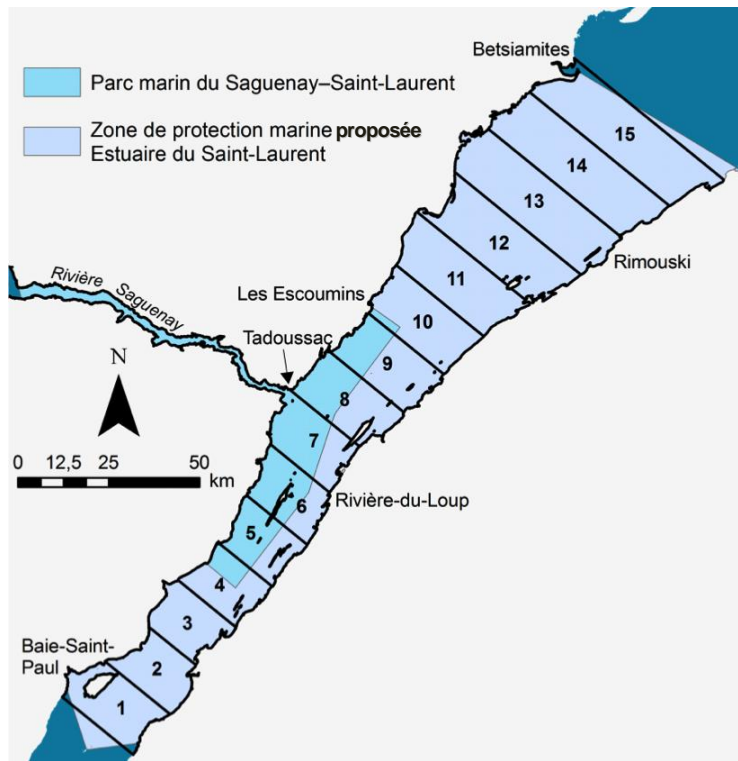 Betsiamites
Parc marin du Saguenay–Saint-Laurent
Zone de protection marine proposée
Estuaire du Saint-Laurent
15
14
13
12
Rimouski
11
Rivière Saguenay
Les Escoumins
10
Tadoussac
9
N
8
7
0 12,5 25 50
km
6
Rivière-du-Loup
5
4
3
Baie-Saint-
Paul
2
1